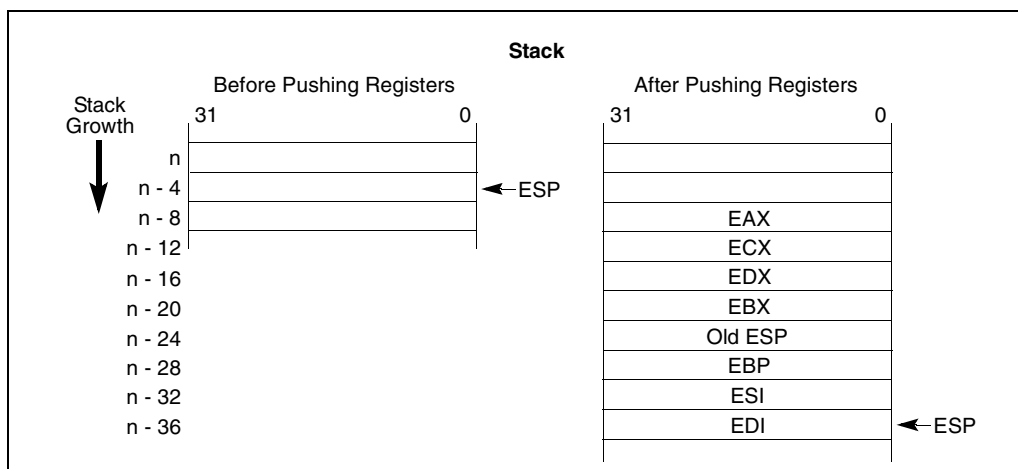 Stack
Before Pushing Registers
After Pushing Registers
Stack
Growth
31 0
31 0
n
n - 4 ESP
n - 8 EAX
n - 12 ECX
n - 16 EDX
n - 20 EBX
n - 24 Old ESP
n - 28 EBP
n - 32 ESI
n - 36 EDI ESP